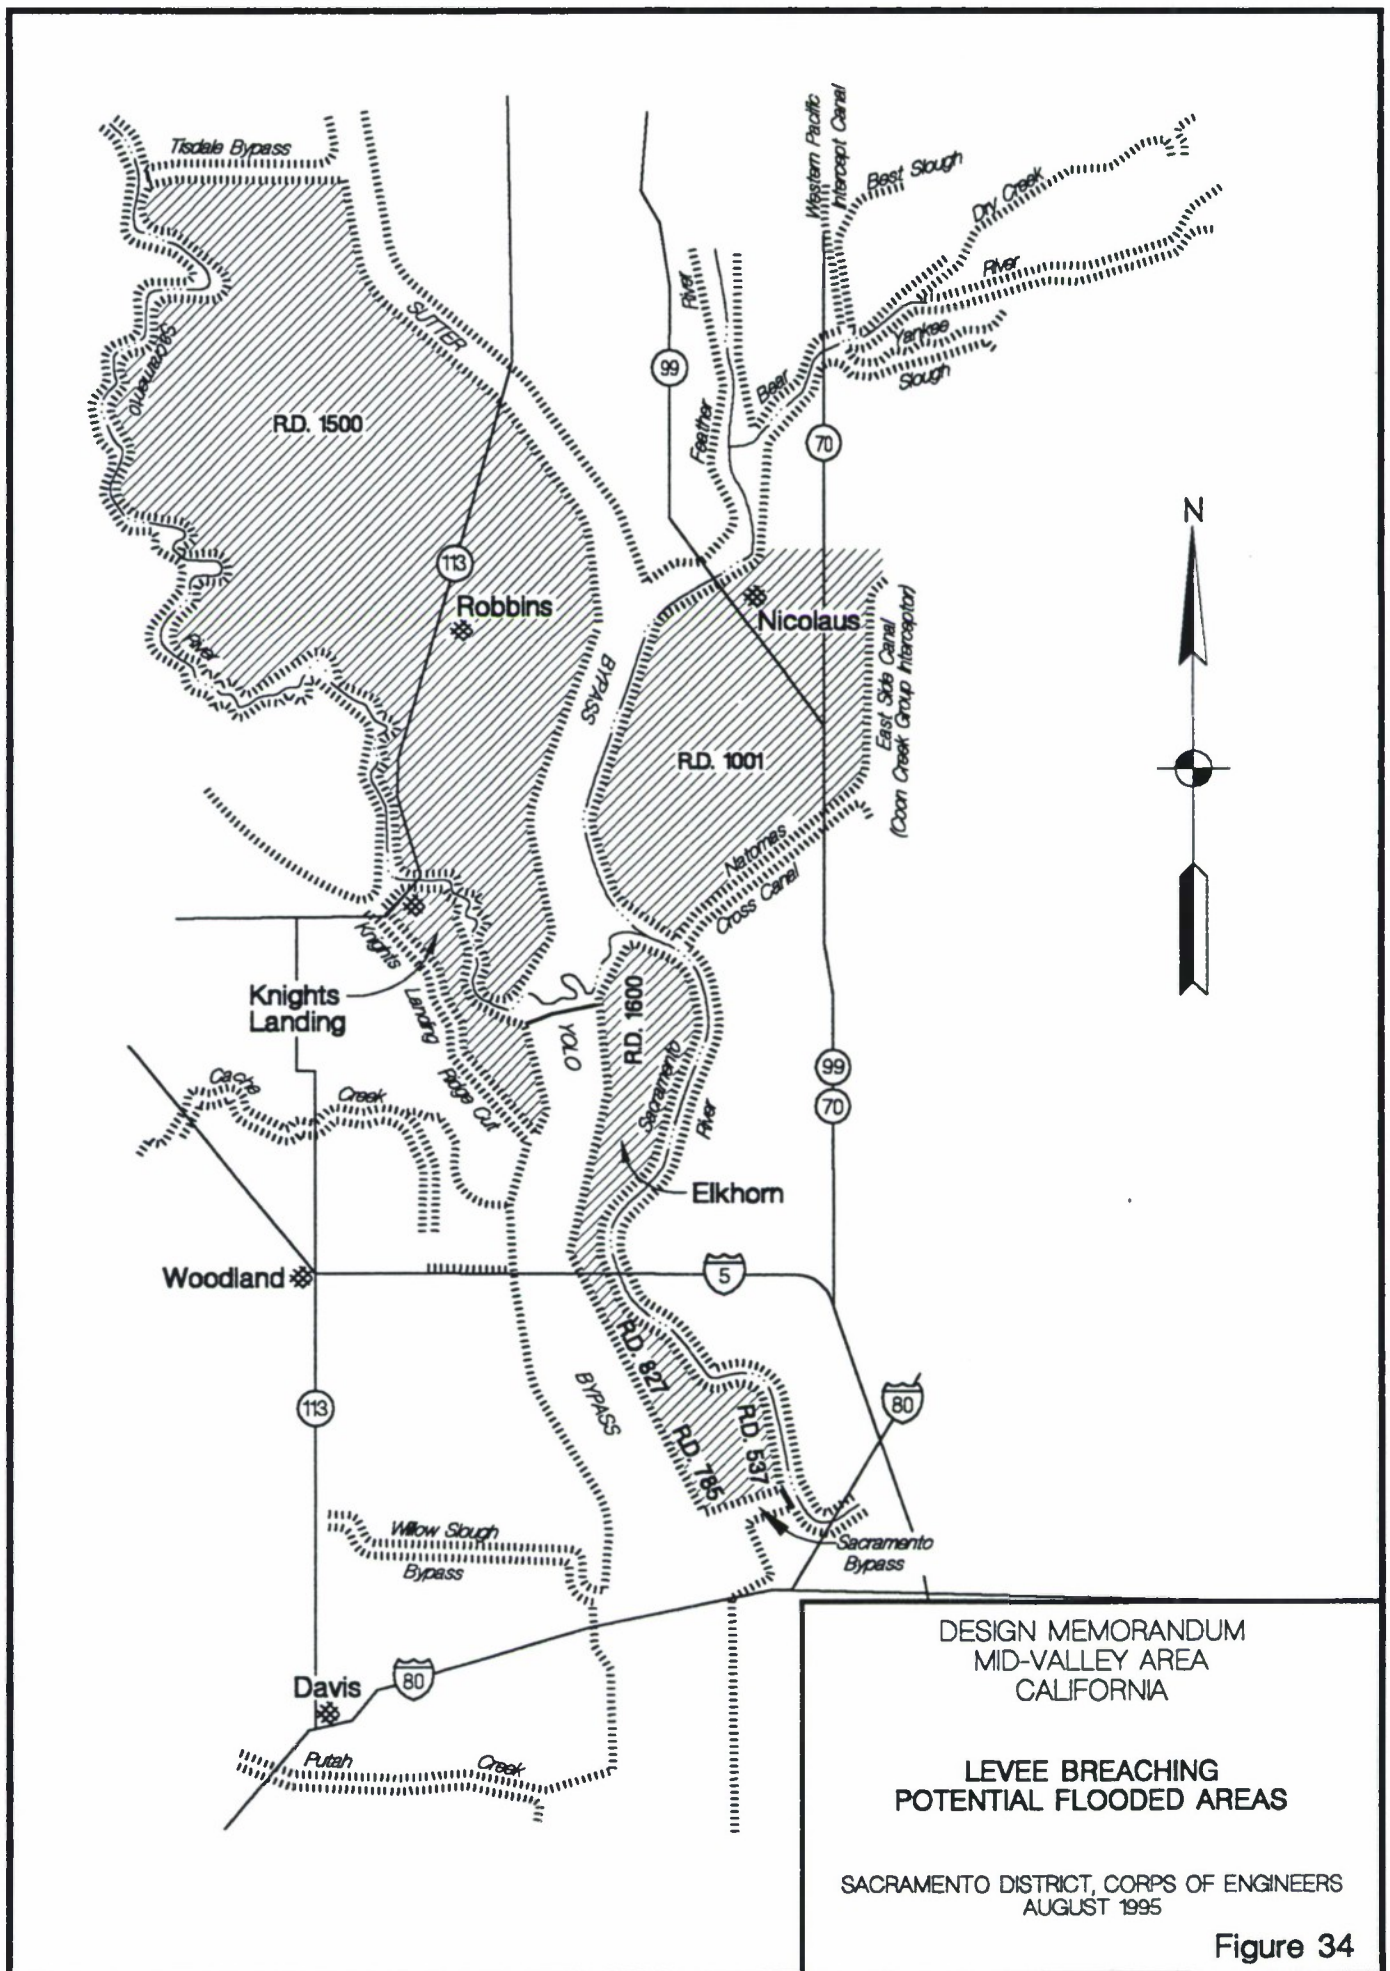 Tisdale Bypass
Western Pacific
Intercept Canal
Best Slough
Dry Creek
River
SUTTER
River
Yankee
Slough
Sacramento
99
Bear
Feather
R.D. 1500
70
N
113
Robbins
Nicolaus
River
BYPASS
East Side Canal
(Coon Creek Group Interceptor)
R.D. 1001
Natomas
Cross Canal
Knights
Landing
Knights
Landing
Ridge Cut
YOLO
R.D. 1600
Sacramento
River
99
70
Cache
Creek
Elkhorn
Woodland
5
R.D. 827
BYPASS
113
80
R.D. 785
R.D. 537
Willow Slough
Bypass
Sacramento
Bypass
Davis
80
Putah
Creek
DESIGN MEMORANDUM
MID-VALLEY AREA
CALIFORNIA
LEVEE BREACHING
POTENTIAL FLOODED AREAS
SACRAMENTO DISTRICT, CORPS OF ENGINEERS
AUGUST 1995
Figure 34